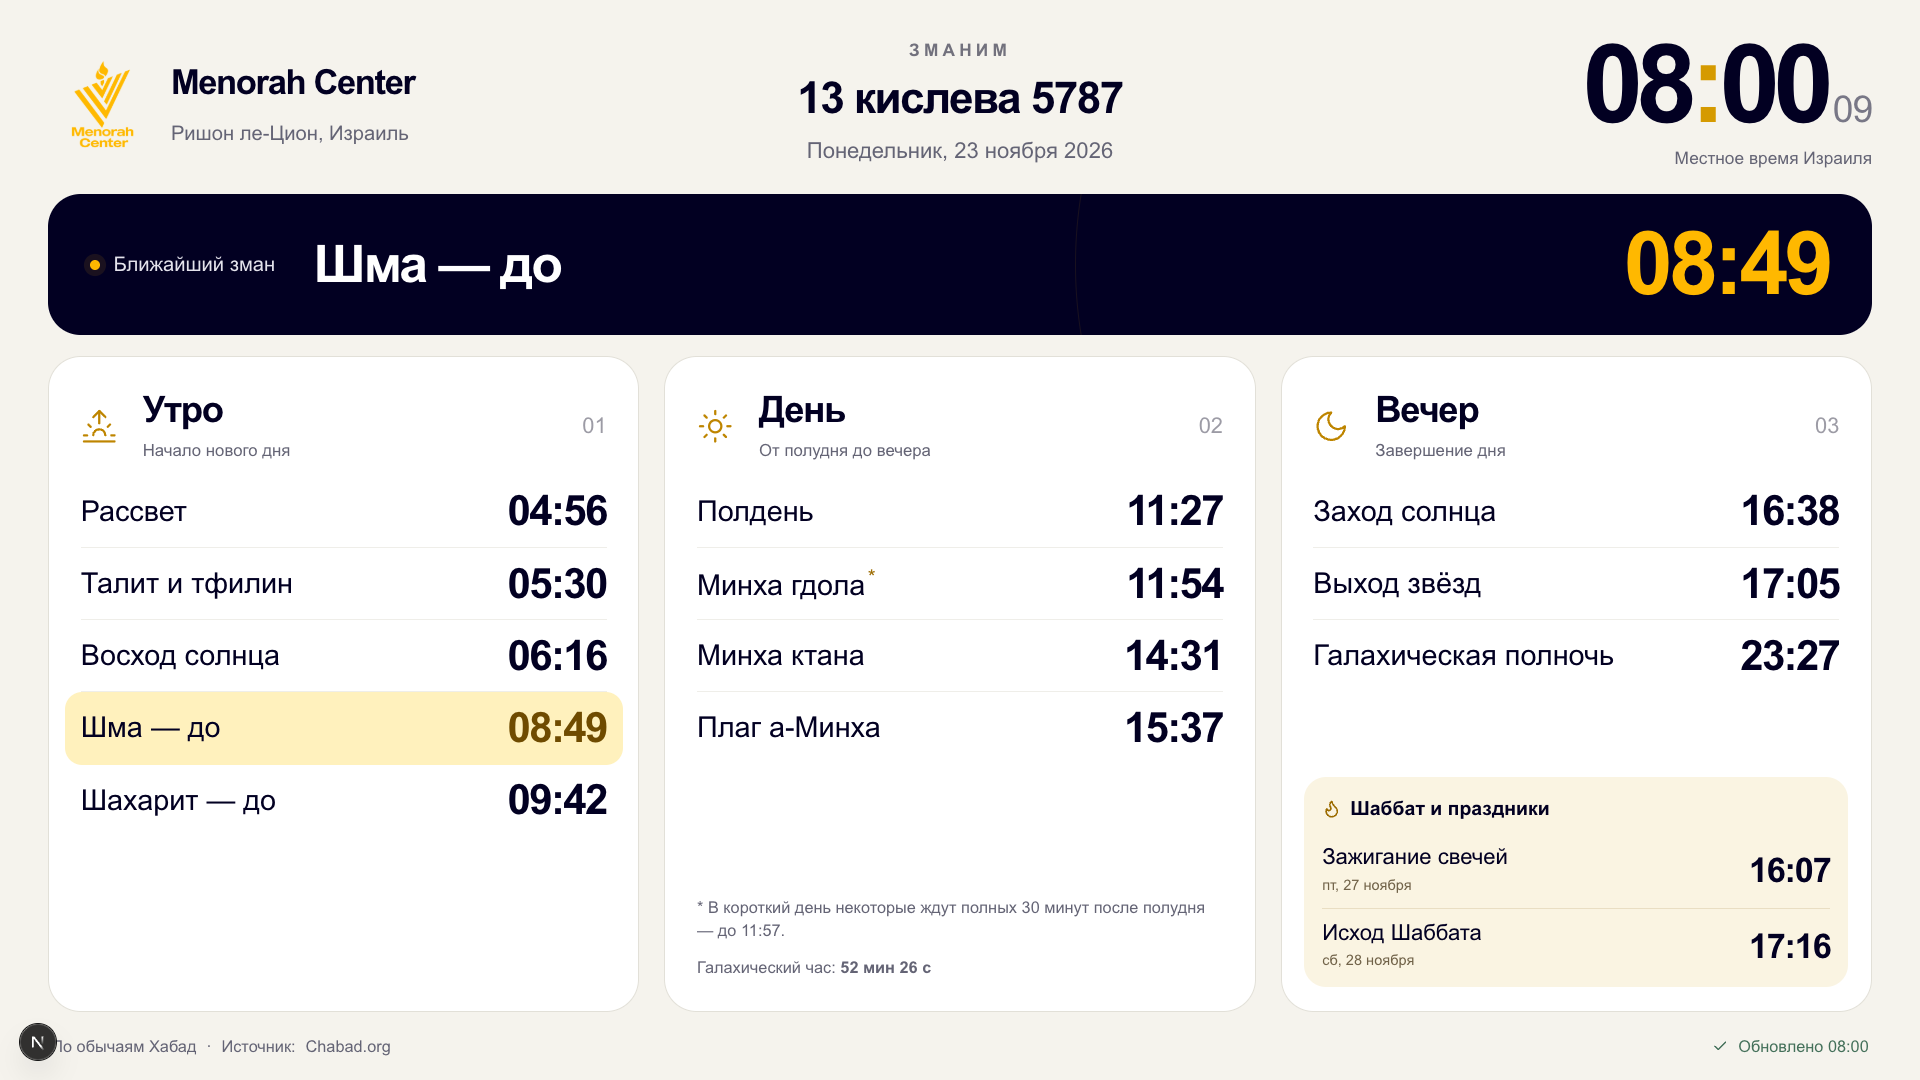 Menorah
Center
Menorah Center
Ришон ле-Цион, Израиль
ЗМАНИМ
13 кислева 5787
Понедельник, 23 ноября 2026
08:00 09
Местное время Израиля
Ближайший зман
Шма — до
08:49
Утро
Начало нового дня
01
Рассвет 04:56
Талит и тфилин 05:30
Восход солнца 06:16
Шма — до 08:49
Шахарит — до 09:42
День
От полудня до вечера
02
Полдень 11:27
Минха гдола* 11:54
Минха ктана 14:31
Плаг а-Минха 15:37
* В короткий день некоторые ждут полных 30 минут после полудня
— до 11:57.
Галахический час: 52 мин 26 с
Вечер
Завершение дня
03
Заход солнца 16:38
Выход звёзд 17:05
Галахическая полночь 23:27
Шаббат и праздники
Зажигание свечей
пт, 27 ноября
16:07
Исход Шаббата
сб, 28 ноября
17:16
N
По обычаям Хабад · Источник: Chabad.org
Обновлено 08:00